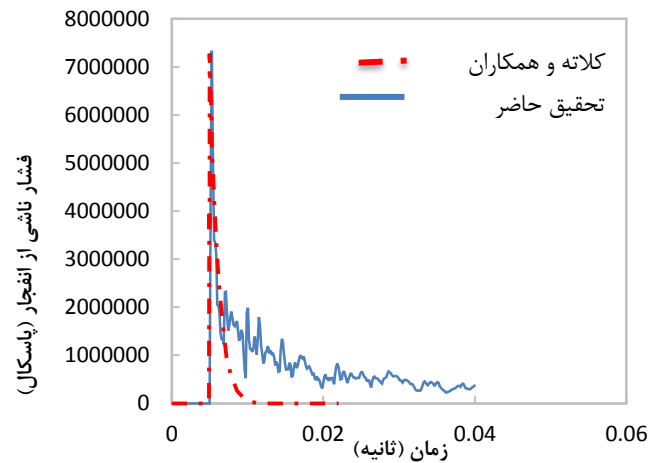 8000000
7000000
6000000
5000000
4000000
3000000
2000000
1000000
0
فشار ناشی از انفجار (پاسکال)
کلاته و همکاران
تحقیق حاضر
0 0.02 0.04 0.06
زمان (ثانیه)